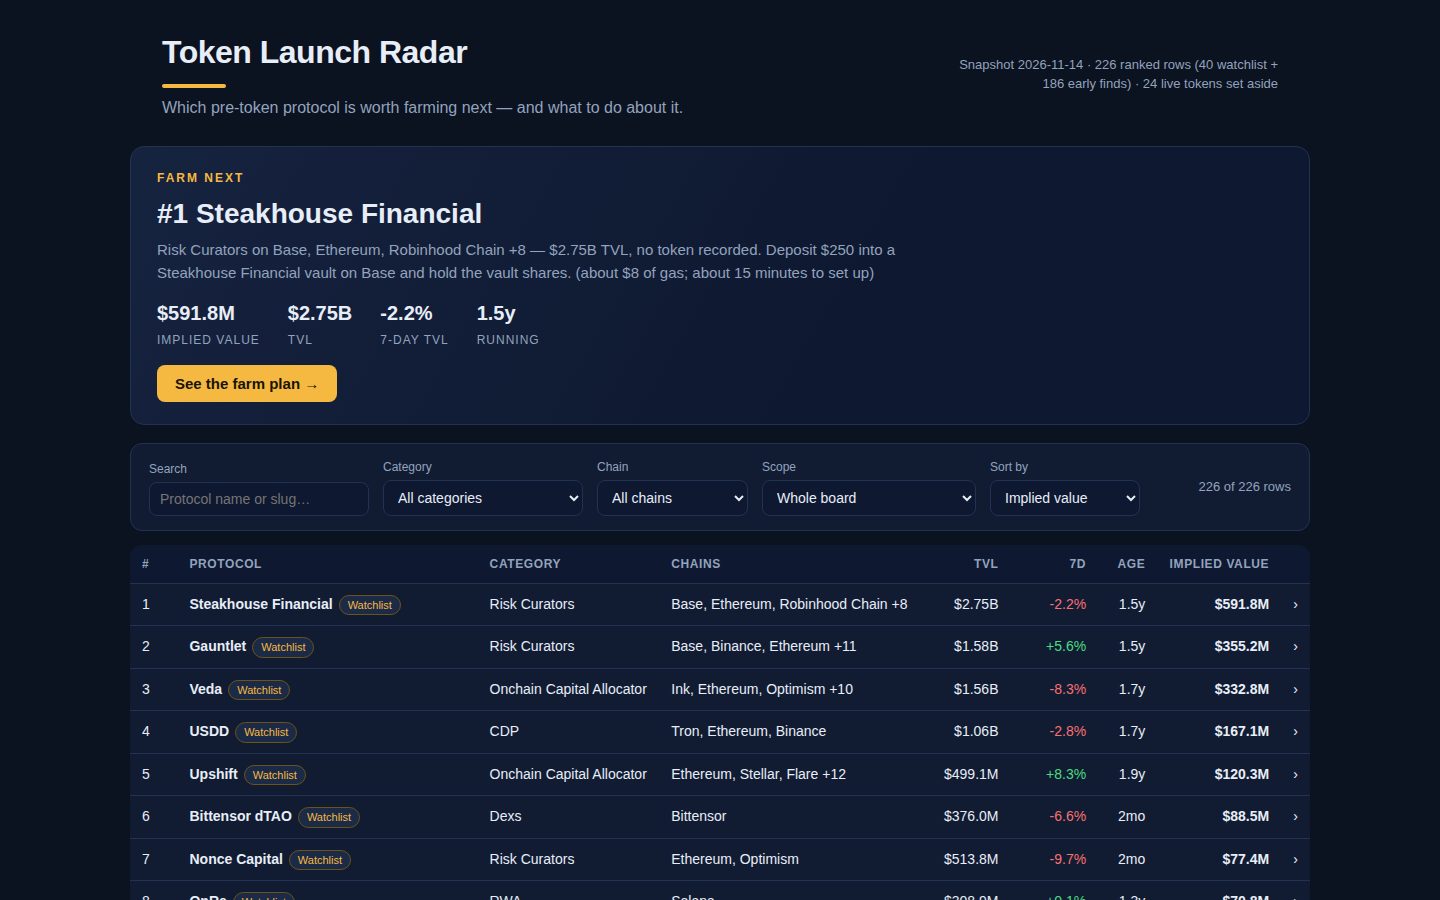 Token Launch Radar
Snapshot 2026-11-14 · 226 ranked rows (40 watchlist +
186 early finds) · 24 live tokens set aside
Which pre-token protocol is worth farming next — and what to do about it.
FARM NEXT
#1 Steakhouse Financial
Risk Curators on Base, Ethereum, Robinhood Chain +8 — $2.75B TVL, no token recorded. Deposit $250 into a
Steakhouse Financial vault on Base and hold the vault shares. (about $8 of gas; about 15 minutes to set up)
$591.8M $2.75B -2.2% 1.5y
IMPLIED VALUE TVL 7-DAY TVL RUNNING
See the farm plan →
Search Category Chain Scope Sort by
Protocol name or slug… All categories All chains Whole board Implied value 226 of 226 rows
# PROTOCOL CATEGORY CHAINS TVL 7D AGE IMPLIED VALUE
1 Steakhouse Financial Watchlist Risk Curators Base, Ethereum, Robinhood Chain +8 $2.75B -2.2% 1.5y $591.8M ›
2 Gauntlet Watchlist Risk Curators Base, Binance, Ethereum +11 $1.58B +5.6% 1.5y $355.2M ›
3 Veda Watchlist Onchain Capital Allocator Ink, Ethereum, Optimism +10 $1.56B -8.3% 1.7y $332.8M ›
4 USDD Watchlist CDP Tron, Ethereum, Binance $1.06B -2.8% 1.7y $167.1M ›
5 Upshift Watchlist Onchain Capital Allocator Ethereum, Stellar, Flare +12 $499.1M +8.3% 1.9y $120.3M ›
6 Bittensor dTAO Watchlist Dexs Bittensor $376.0M -6.6% 2mo $88.5M ›
7 Nonce Capital Watchlist Risk Curators Ethereum, Optimism $513.8M -9.7% 2mo $77.4M ›